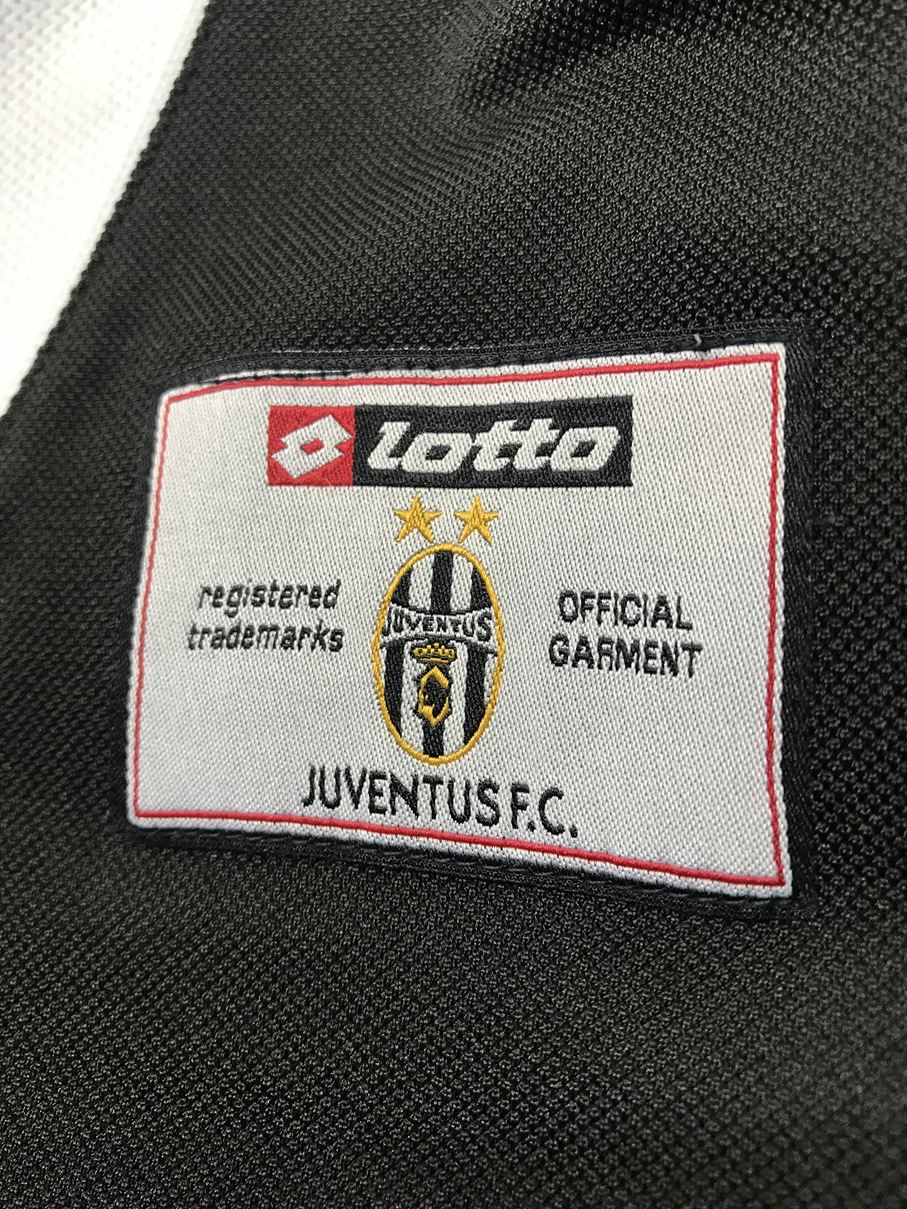 lotto
registered
trademarks
JUVENTUS
OFFICIAL
GARMENT
JUVENTUS F.C.